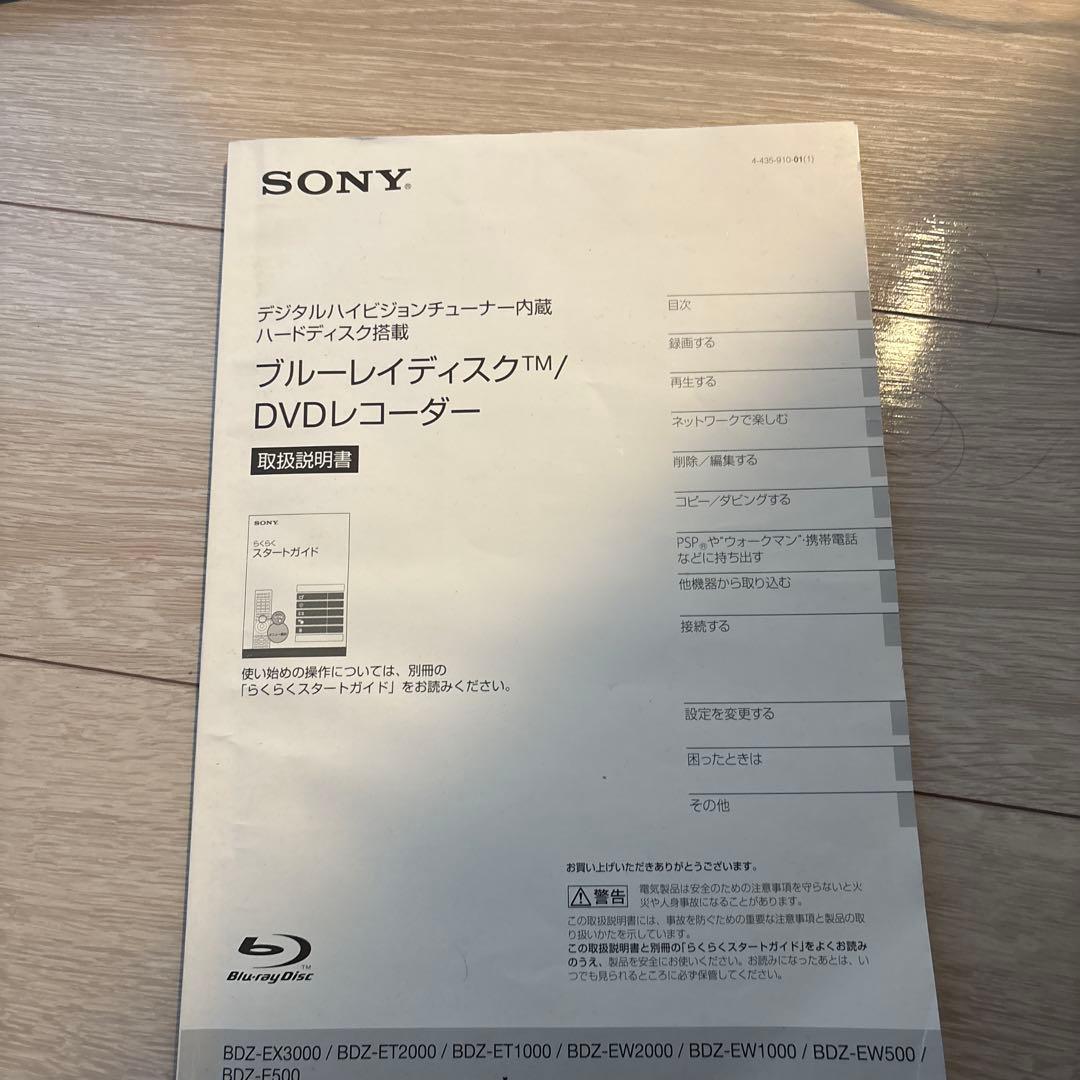 4-435-910-01(1)
SONY®
デジタルハイビジョンチューナー内蔵
ハードディスク搭載
ブルーレイディスク™/
DVDレコーダー
取扱説明書
SONY
らくらく
スタートガイド
使い始めの操作については、別冊の
「らくらくスタートガイド」をお読みください。
目次
録画する
再生する
ネットワークで楽しむ
削除／編集する
コピー／ダビングする
PSP®や"ウォークマン"・携帯電話
などに持ち出す
他機器から取り込む
接続する
設定を変更する
困ったときは
その他
お買い上げいただきありがとうございます。
警告
電気製品は安全のための注意事項を守らないと火
災や人身事故になることがあります。
この取扱説明書には、事故を防ぐための重要な注意事項と製品の取
り扱いかたを示しています。
この取扱説明書と別冊の「らくらくスタートガイド」をよくお読み
のうえ、製品を安全にお使いください。お読みになったあとは、い
つでも見られるところに必ず保管してください。
Blu-ray Disc™
BDZ-EX3000 / BDZ-ET2000 / BDZ-ET1000 / BDZ-EW2000 / BDZ-EW1000 / BDZ-EW500 /
BDZ-E500